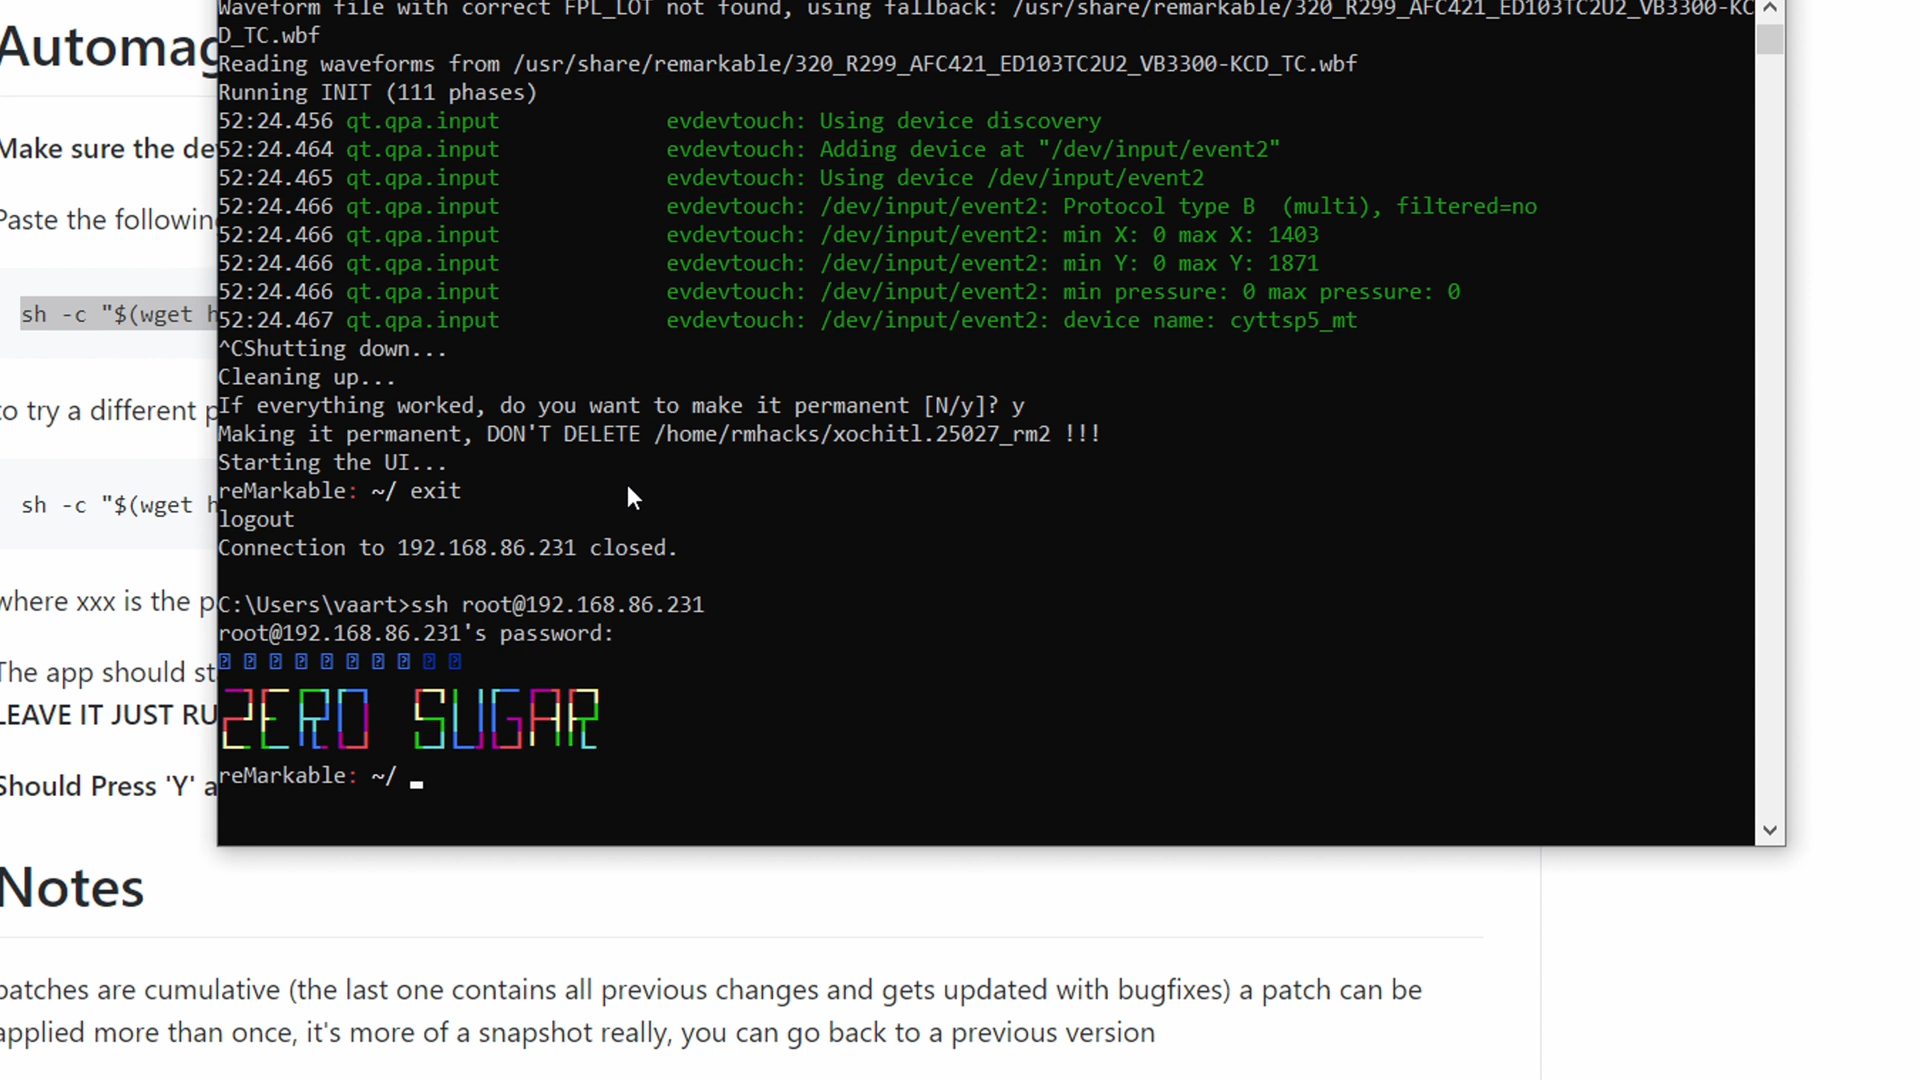 Waveform file with correct FPL_LOT not found, using fallback: /usr/share/remarkable/320_R299_AFC421_ED103TC2U2_VB3300-KC
D_TC.wbf
Reading waveforms from /usr/share/remarkable/320_R299_AFC421_ED103TC2U2_VB3300-KCD_TC.wbf
Running INIT (111 phases)
52:24.456 qt.qpa.input evdevtouch: Using device discovery
52:24.464 qt.qpa.input evdevtouch: Adding device at "/dev/input/event2"
52:24.465 qt.qpa.input evdevtouch: Using device /dev/input/event2
52:24.466 qt.qpa.input evdevtouch: /dev/input/event2: Protocol type B (multi), filtered=no
52:24.466 qt.qpa.input evdevtouch: /dev/input/event2: min X: 0 max X: 1403
52:24.466 qt.qpa.input evdevtouch: /dev/input/event2: min Y: 0 max Y: 1871
52:24.466 qt.qpa.input evdevtouch: /dev/input/event2: min pressure: 0 max pressure: 0
52:24.467 qt.qpa.input evdevtouch: /dev/input/event2: device name: cyttsp5_mt
^CShutting down...
Cleaning up...
If everything worked, do you want to make it permanent [N/y]? y
Making it permanent, DON'T DELETE /home/rmhacks/xochitl.25027_rm2 !!!
Starting the UI...
reMarkable: ~/ exit
logout
Connection to 192.168.86.231 closed.
C:\Users\vaart>ssh root@192.168.86.231
root@192.168.86.231's password:
ZERO SUGAR
reMarkable: ~/
Automag
Make sure the de
Paste the followin
sh -c "$(wget h
to try a different p
sh -c "$(wget h
where xxx is the p
The app should st
LEAVE IT JUST RU
Should Press 'Y' a
Notes
patches are cumulative (the last one contains all previous changes and gets updated with bugfixes) a patch can be
applied more than once, it's more of a snapshot really, you can go back to a previous version